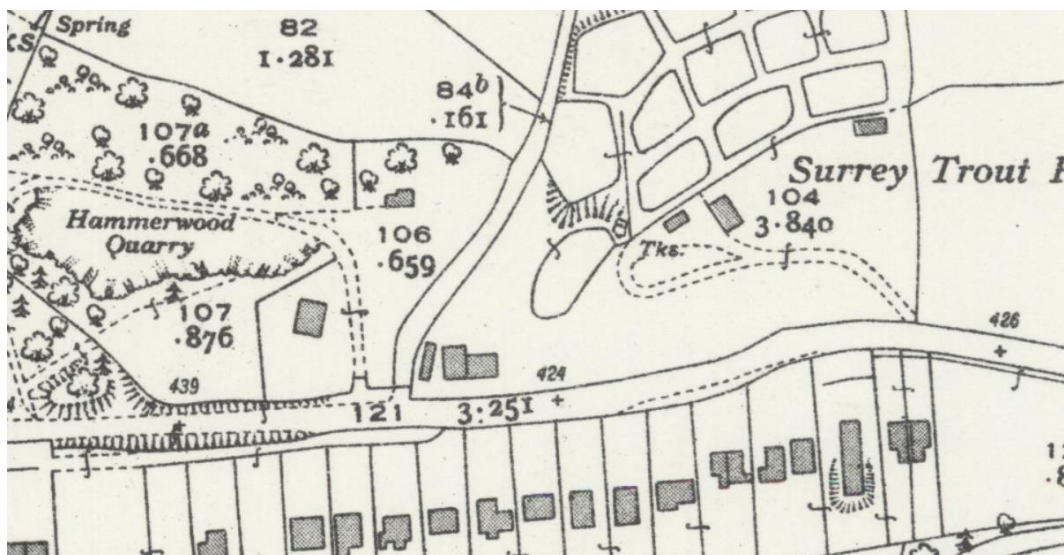 Spring
82
1·281
84b
·161
107a
·668
Hammerwood
Quarry
106
·659
107
·876
Surrey Trout
104
3·840
Tks.
439
424
426
121 3·251